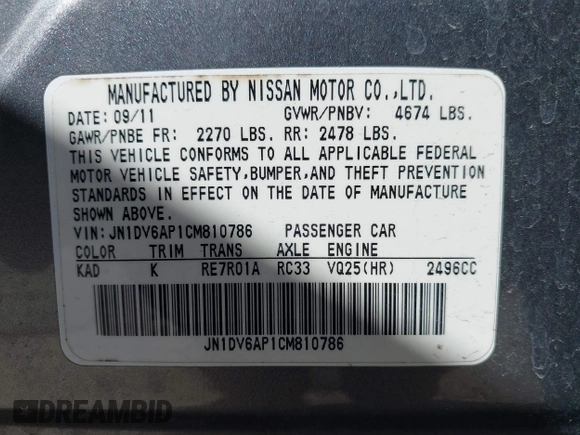 MANUFACTURED BY NISSAN MOTOR CO.,LTD.
DATE: 09/11 GVWR/PNBV: 4674 LBS.
GAWR/PNBE FR: 2270 LBS. RR: 2478 LBS.
THIS VEHICLE CONFORMS TO ALL APPLICABLE FEDERAL
MOTOR VEHICLE SAFETY,BUMPER,AND THEFT PREVENTION
STANDARDS IN EFFECT ON THE DATE OF MANUFACTURE
SHOWN ABOVE.
VIN: JN1DV6AP1CM810786 PASSENGER CAR
COLOR TRIM TRANS AXLE ENGINE
KAD K RE7R01A RC33 VQ25(HR) 2496CC
JN1DV6AP1CM810786
DREAMBID